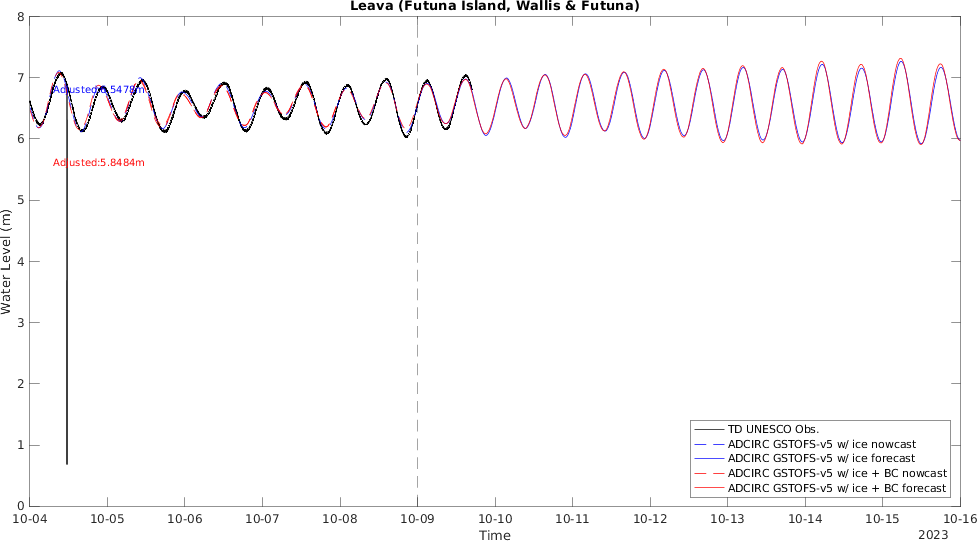 Leava (Futuna Island, Wallis & Futuna)
8
7
6
5
4
3
2
1
0
Water Level (m)
Adjusted:5.8484m
TD UNESCO Obs.
ADCIRC GSTOFS-v5 w/ ice nowcast
ADCIRC GSTOFS-v5 w/ ice forecast
ADCIRC GSTOFS-v5 w/ ice + BC nowcast
ADCIRC GSTOFS-v5 w/ ice + BC forecast
10-04 10-05 10-06 10-07 10-08 10-09 10-10 10-11 10-12 10-13 10-14 10-15 10-16
Time
2023